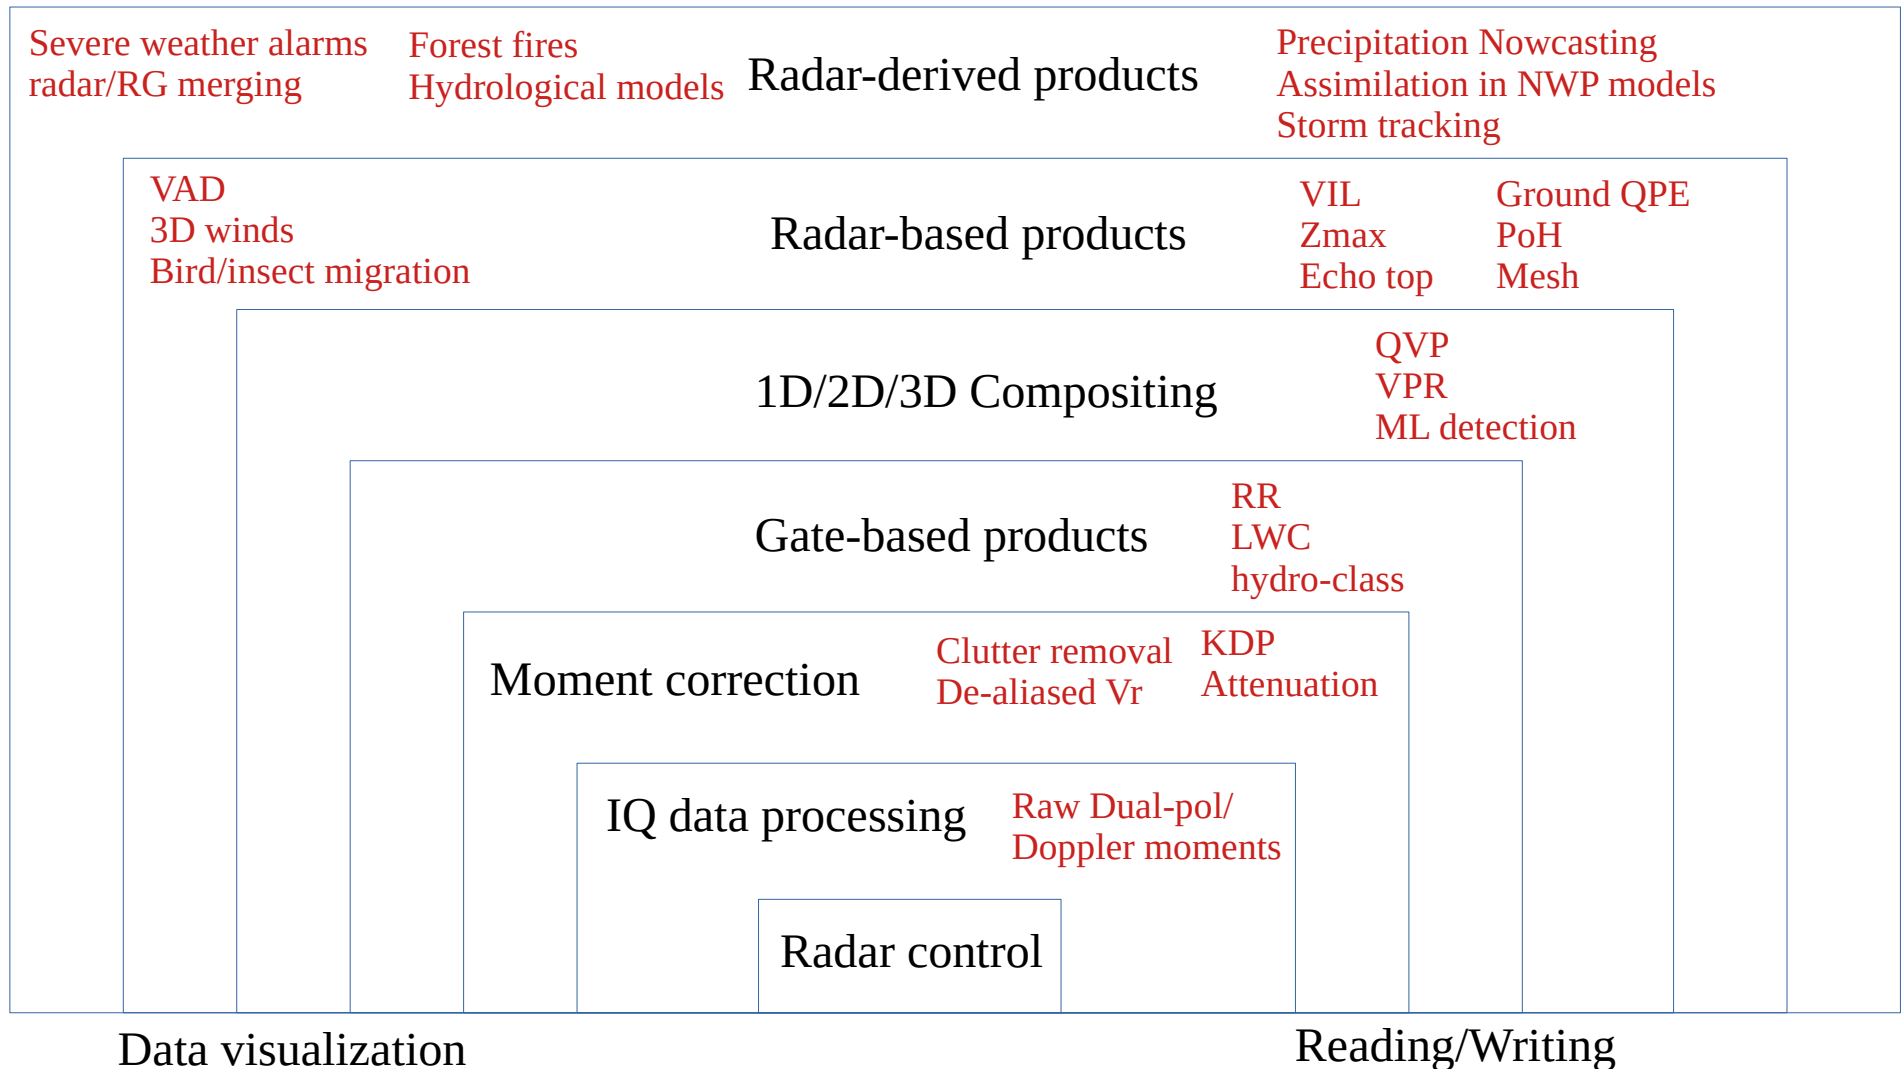 Severe weather alarms
radar/RG merging
Forest fires
Hydrological models
Radar-derived products
Precipitation Nowcasting
Assimilation in NWP models
Storm tracking
VAD
3D winds
Bird/insect migration
Radar-based products
VIL
Zmax
Echo top
Ground QPE
PoH
Mesh
1D/2D/3D Compositing
QVP
VPR
ML detection
Gate-based products
RR
LWC
hydro-class
Moment correction
Clutter removal
De-aliased Vr
KDP
Attenuation
IQ data processing
Raw Dual-pol/
Doppler moments
Radar control
Data visualization
Reading/Writing